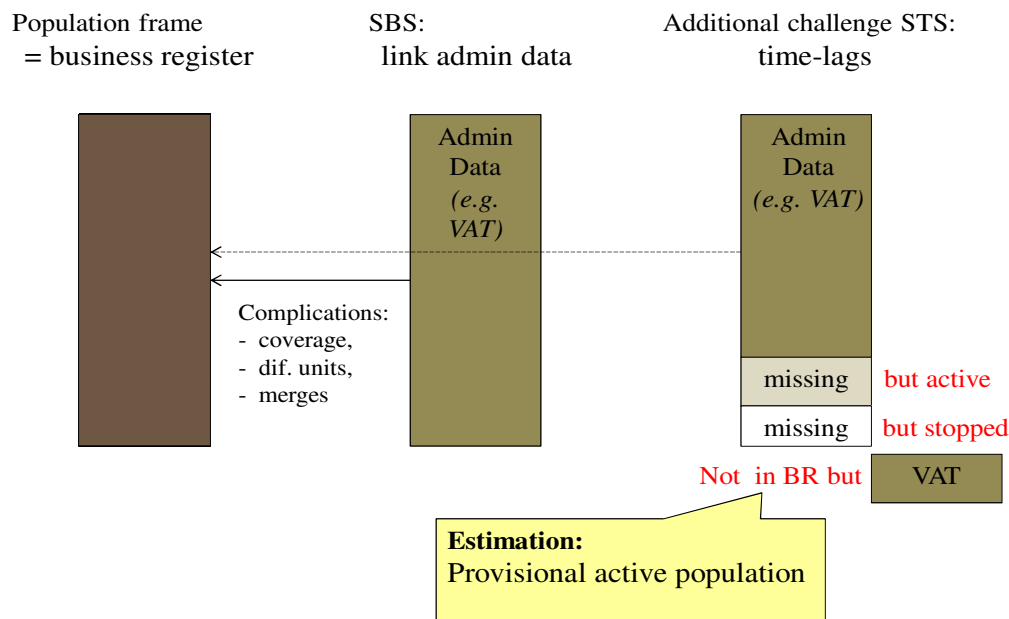 Population frame
= business register
SBS:
link admin data
Additional challenge STS:
time-lags
Admin
Data
(e.g.
VAT)
Admin
Data
(e.g. VAT)
Complications:
- coverage,
- dif. units,
- merges
missing
but active
missing
but stopped
Not in BR but
VAT
Estimation:
Provisional active population